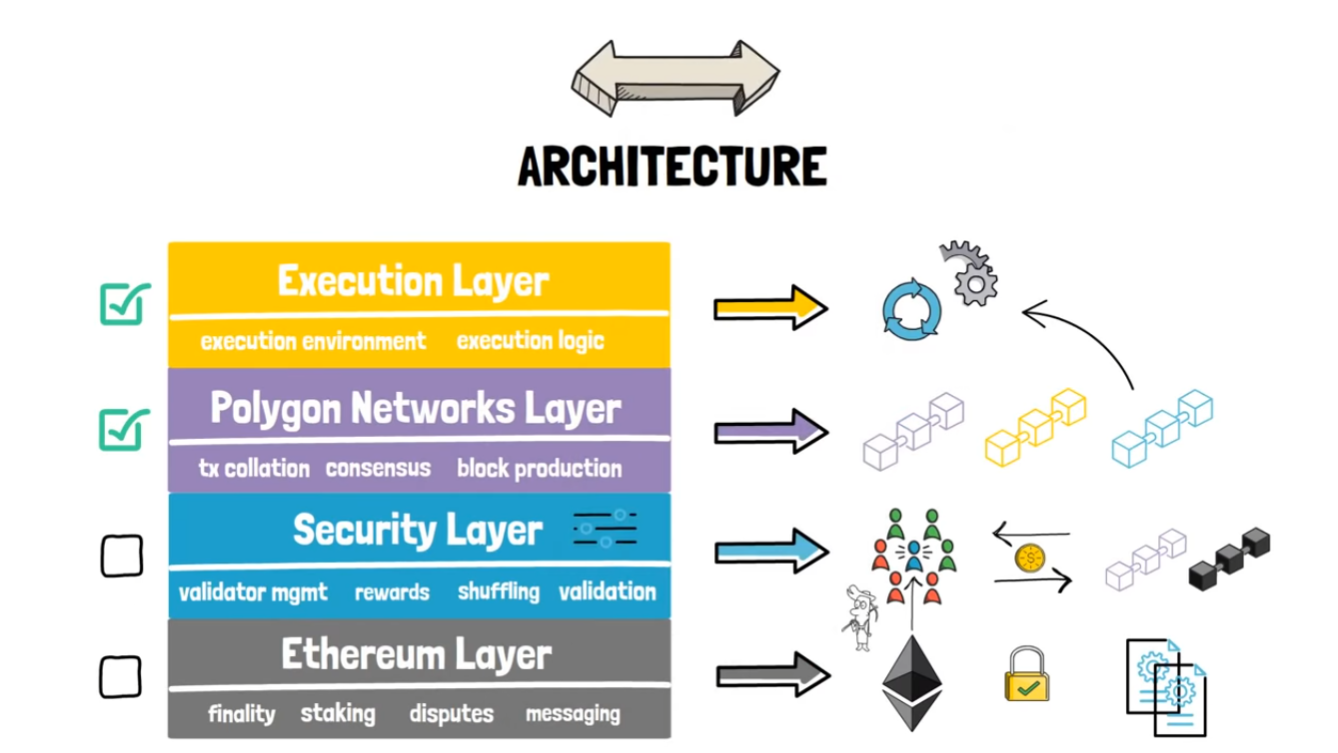 ARCHITECTURE
Execution Layer
execution environment execution logic
Polygon Networks Layer
tx collation consensus block production
Security Layer
validator mgmt rewards shuffling validation
$
Ethereum Layer
finality staking disputes messaging